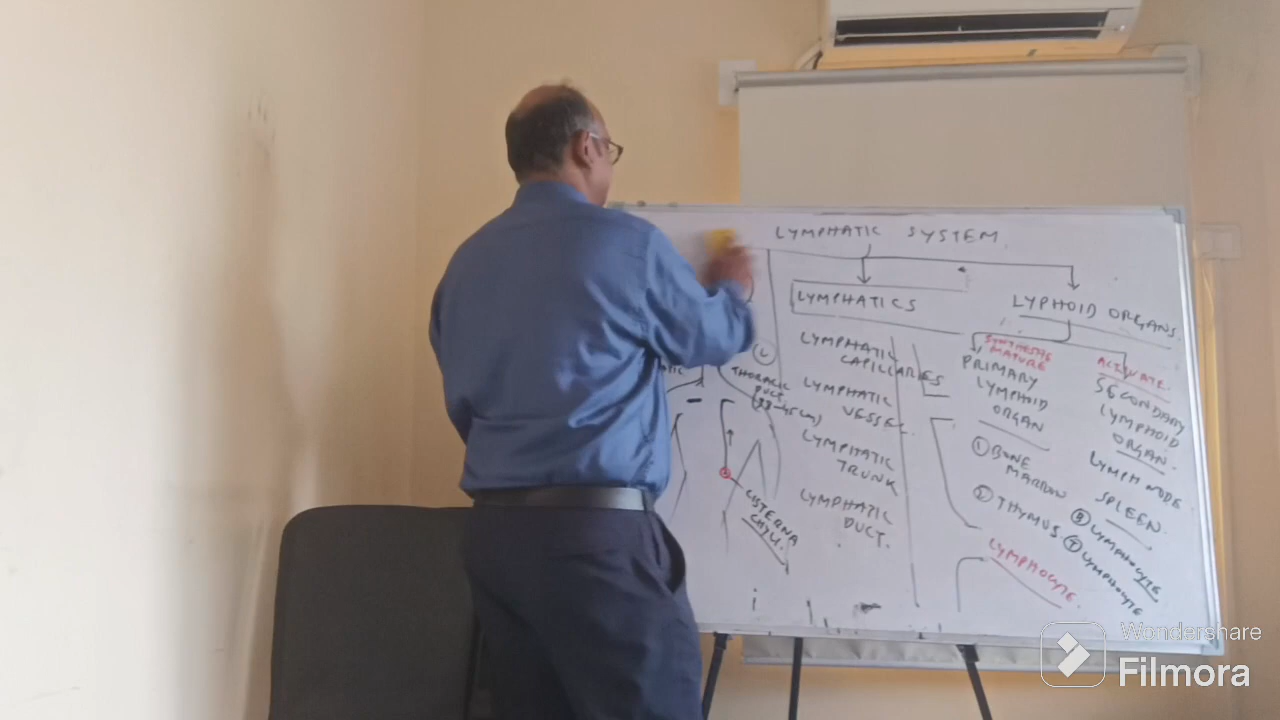 LYMPHATIC SYSTEM
LYMPHATICS
LYPHOID ORGANS
LYMPHATIC
CAPILLARIES
LYMPHATIC
VESSEL
LYMPHATIC
TRUNK
LYMPHATIC
DUCT.
MATURE
PRIMARY
LYMPHOID
ORGAN
① BONE
MARROW
② THYMUS
LYMPHOCYTE.
ACTIVATE.
SECONDARY
LYMPHOID
ORGAN.
LYMPH NODE
SPLEEN.
Ⓑ LYMPHOCYTE
Ⓣ LYMPHOCYTE
Ⓛ
THORACIC
DUCT
CISTERNA
CHYLI.
Wondershare
Filmora